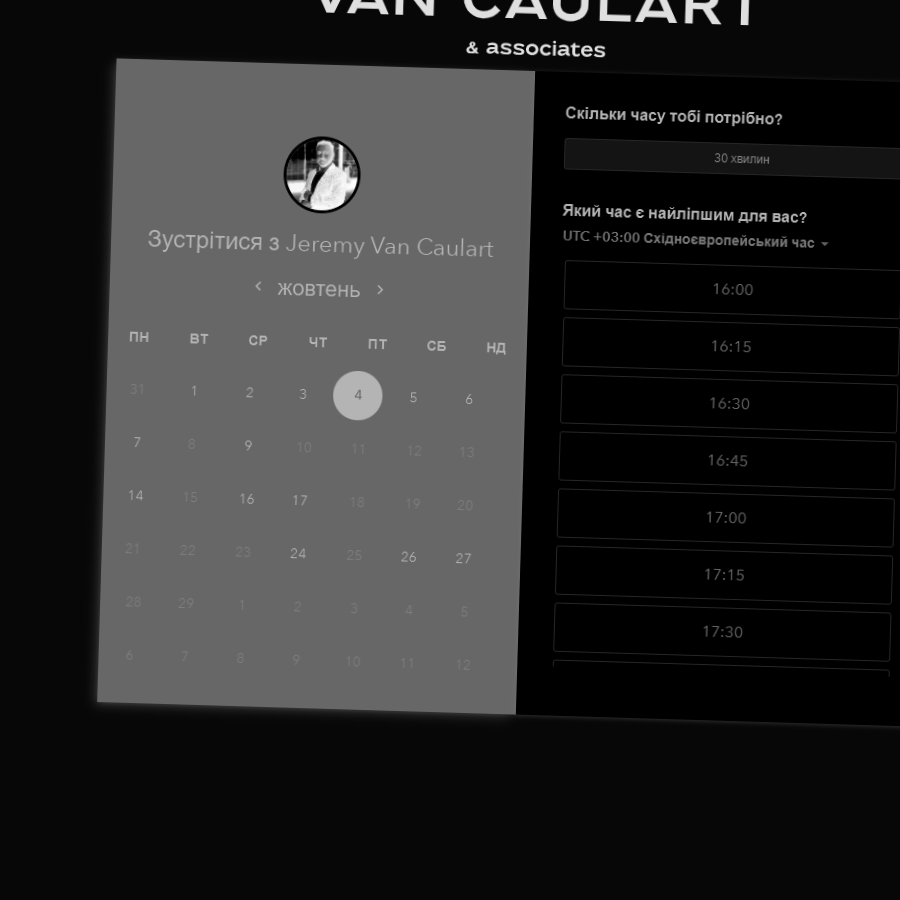 VAN CAULART
& associates
Зустрітися з Jeremy Van Caulart
жовтень
ПН ВТ СР ЧТ ПТ СБ НД
31 1 2 3 4 5 6
7 8 9 10 11 12 13
14 15 16 17 18 19 20
21 22 23 24 25 26 27
28 29 1 2 3 4 5
6 7 8 9 10 11 12
Скільки часу тобі потрібно?
30 хвилин
Який час є найліпшим для вас?
UTC +03:00 Східноєвропейський час
16:00
16:15
16:30
16:45
17:00
17:15
17:30